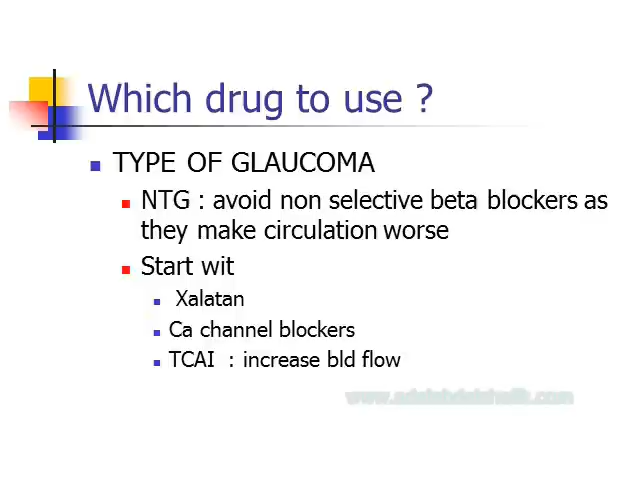 Which drug to use ?
TYPE OF GLAUCOMA
NTG : avoid non selective beta blockers as
they make circulation worse
Start wit
Xalatan
Ca channel blockers
TCAI : increase bld flow